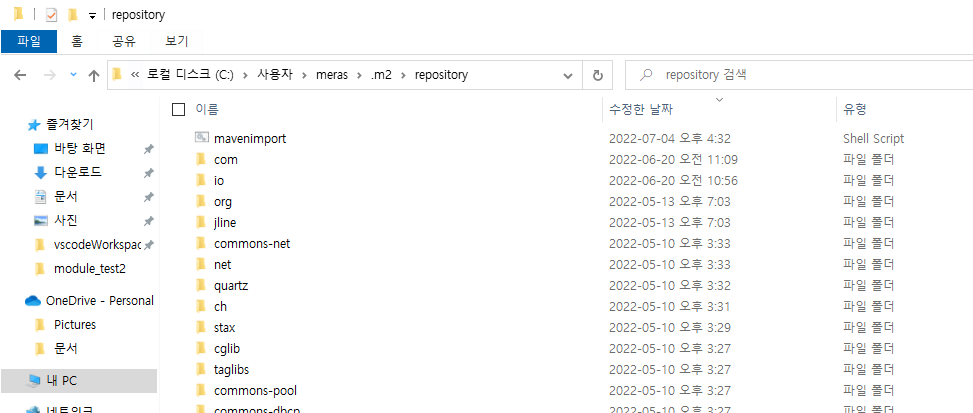 repository
파일 홈 공유 보기
« 로컬 디스크 (C:) › 사용자 › meras › .m2 › repository
repository 검색
이름 수정한 날짜 유형
즐겨찾기
바탕 화면
다운로드
문서
사진
vscodeWorkspac
module_test2
OneDrive - Personal
Pictures
문서
내 PC
네트워크
mavenimport 2022-07-04 오후 4:32 Shell Script
com 2022-06-20 오전 11:09 파일 폴더
io 2022-06-20 오전 10:56 파일 폴더
org 2022-05-13 오후 7:03 파일 폴더
jline 2022-05-13 오후 7:03 파일 폴더
commons-net 2022-05-10 오후 3:33 파일 폴더
net 2022-05-10 오후 3:33 파일 폴더
quartz 2022-05-10 오후 3:32 파일 폴더
ch 2022-05-10 오후 3:31 파일 폴더
stax 2022-05-10 오후 3:29 파일 폴더
cglib 2022-05-10 오후 3:27 파일 폴더
taglibs 2022-05-10 오후 3:27 파일 폴더
commons-pool 2022-05-10 오후 3:27 파일 폴더
commons-dbcp 2022-05-10 오후 3:27 파일 폴더